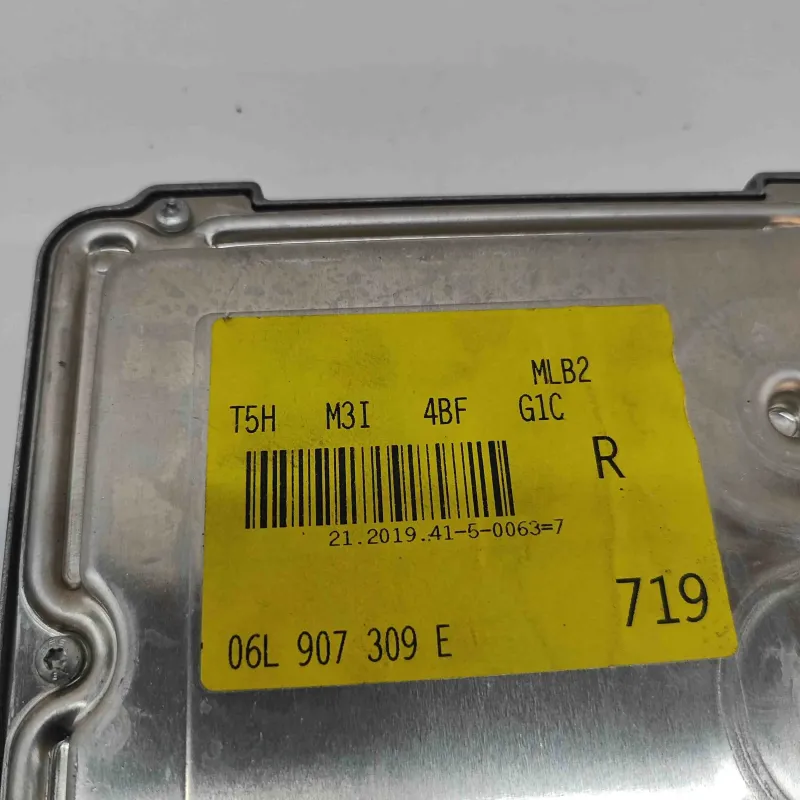 MLB2
T5H M3I 4BF G1C
R
21.2019.41-5-0063=7
719
06L 907 309 E